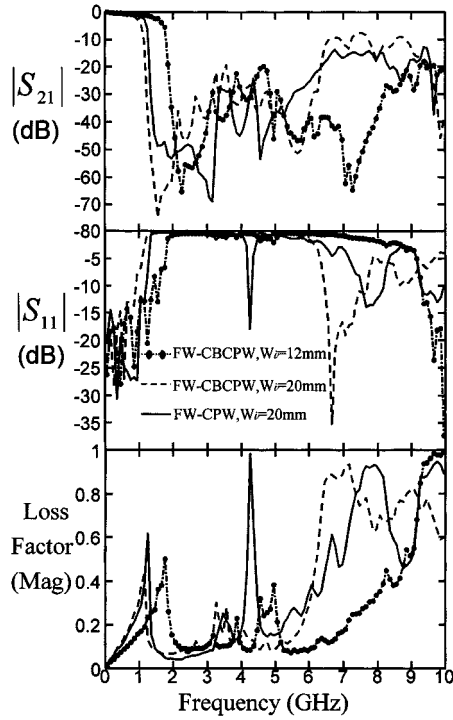 0
-10
-20
-30
-40
-50
-60
-70
-80
|S21|
(dB)
-5
-10
-15
-20
-25
-30
-35
|S11|
(dB)
FW-CBCPW,Wi=12mm
FW-CBCPW,Wi=20mm
FW-CPW,Wi=20mm
1
0.8
0.6
0.4
0.2
0
Loss
Factor
(Mag)
0 1 2 3 4 5 6 7 8 9 10
Frequency (GHz)